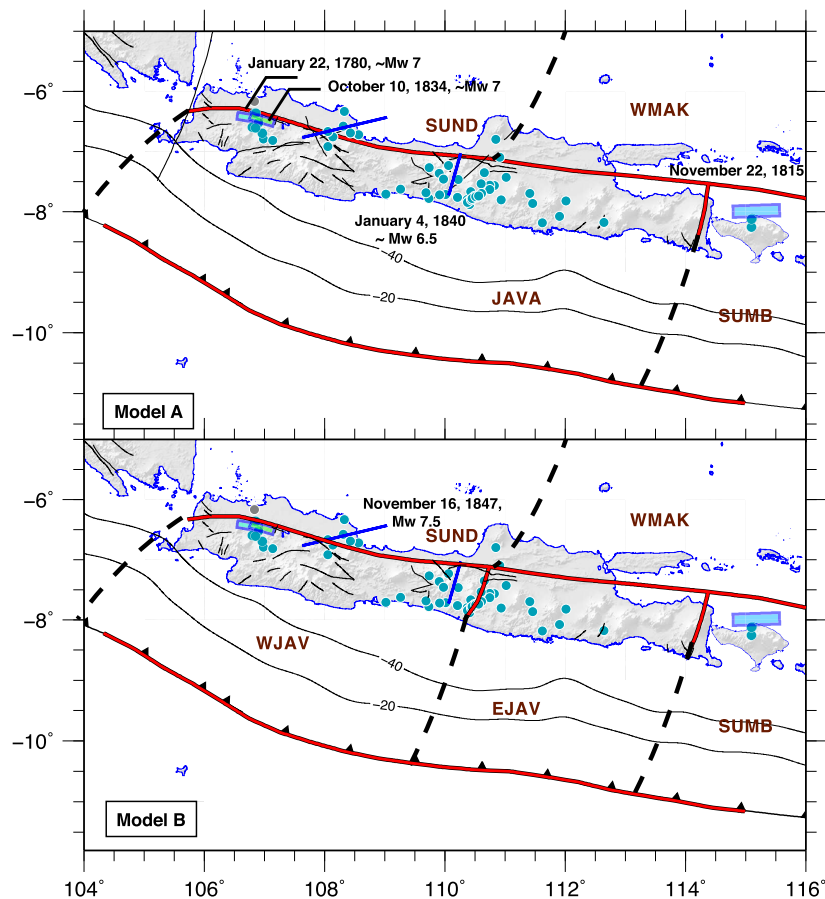 −6°
−8°
−10°
January 22, 1780, ~Mw 7
October 10, 1834, ~Mw 7
SUND
WMAK
November 22, 1815
January 4, 1840
~ Mw 6.5
−40
−20
JAVA
SUMB
Model A
−6°
−8°
−10°
November 16, 1847,
Mw 7.5
SUND
WMAK
WJAV
−40
−20
EJAV
SUMB
Model B
104° 106° 108° 110° 112° 114° 116°